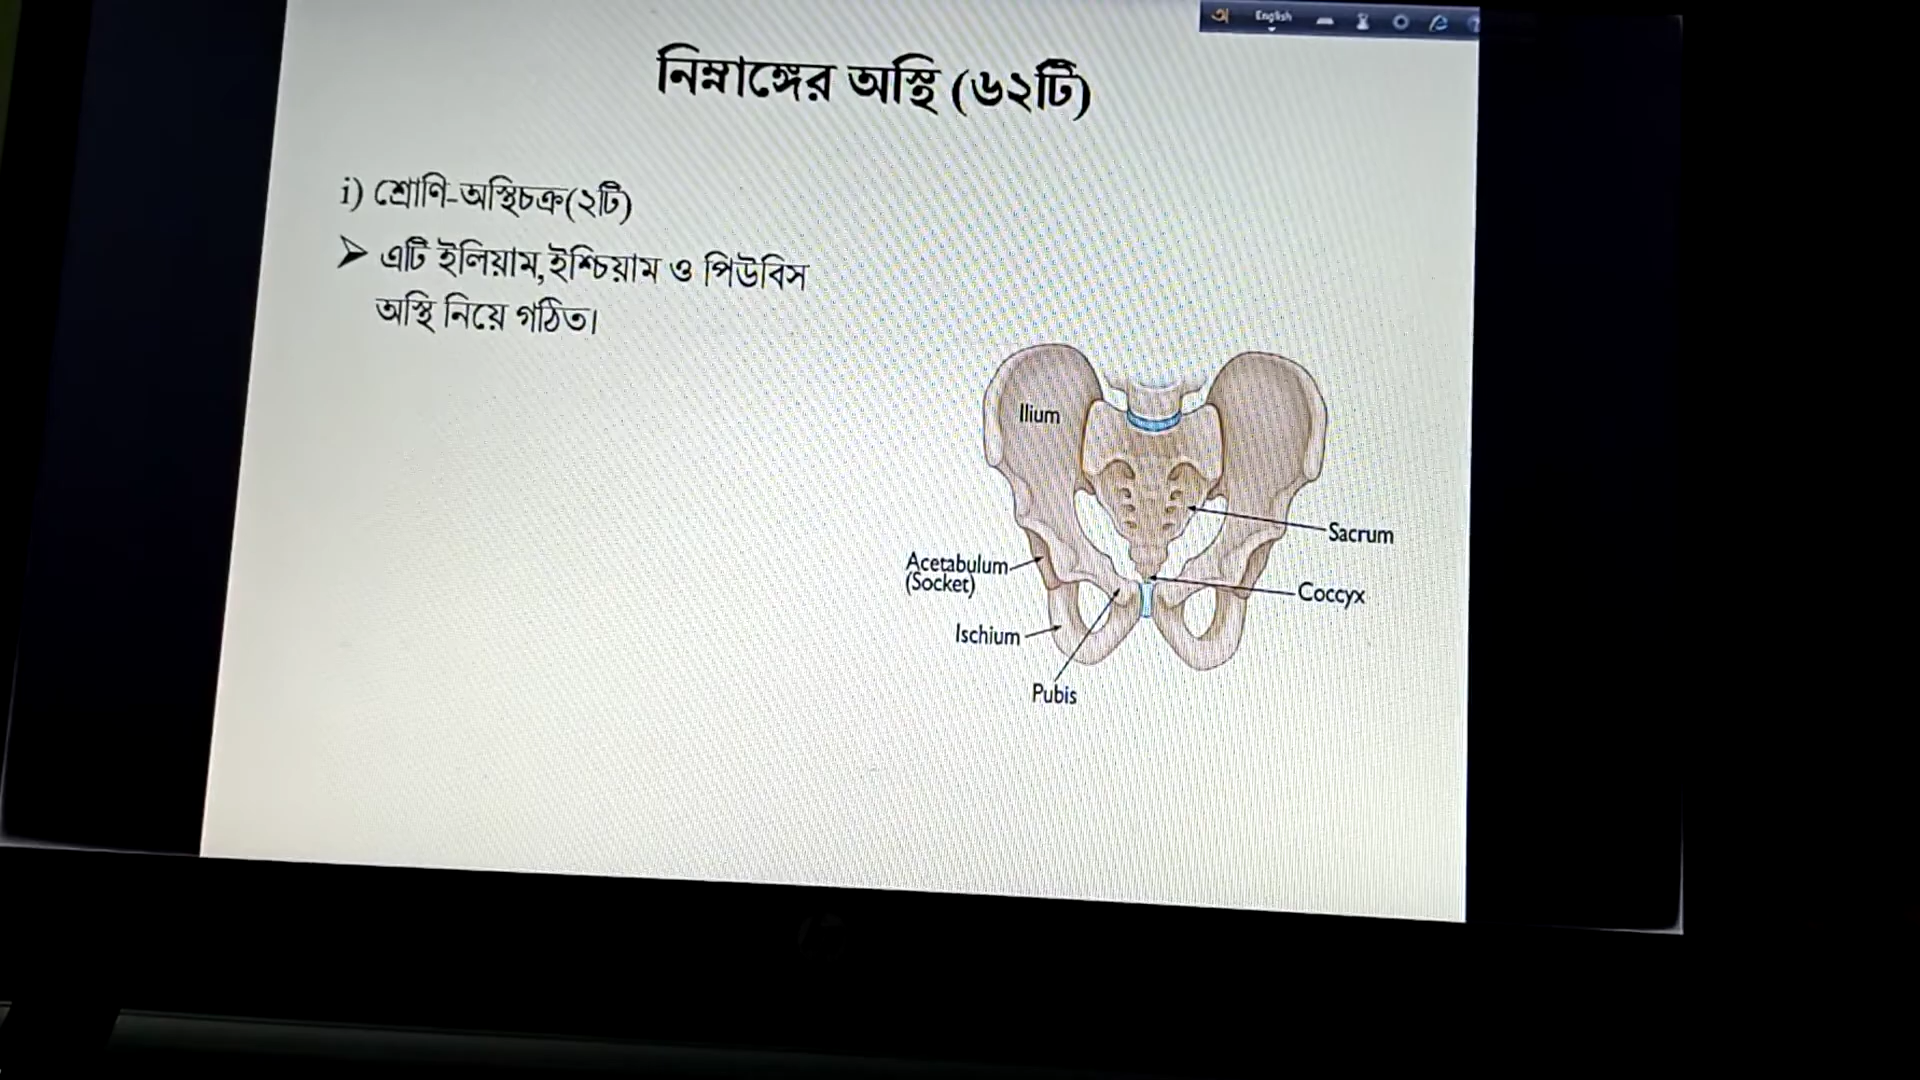 English
নিম্নাঙ্গের অস্থি (৬২টি)
i) শ্রোণি-অস্থিচক্র(২টি)
➤ এটি ইলিয়াম,ইশ্চিয়াম ও পিউবিস
অস্থি নিয়ে গঠিত।
Ilium
Sacrum
Acetabulum
(Socket)
Coccyx
Ischium
Pubis